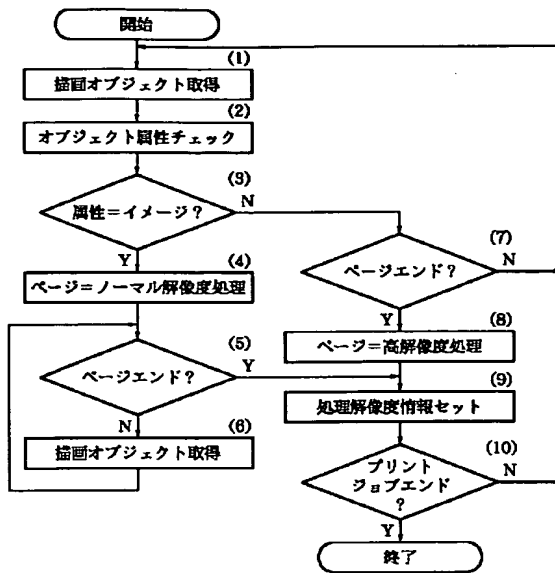 開始
(1)
描画オブジェクト取得
(2)
オブジェクト属性チェック
(3)
属性=イメージ?
N
Y
(4)
ページ=ノーマル解像度処理
(5)
ページエンド?
Y
N
(6)
描画オブジェクト取得
(7)
ページエンド?
N
Y
(8)
ページ=高解像度処理
(9)
処理解像度情報セット
(10)
プリント
ジョブエンド
?
N
Y
終了